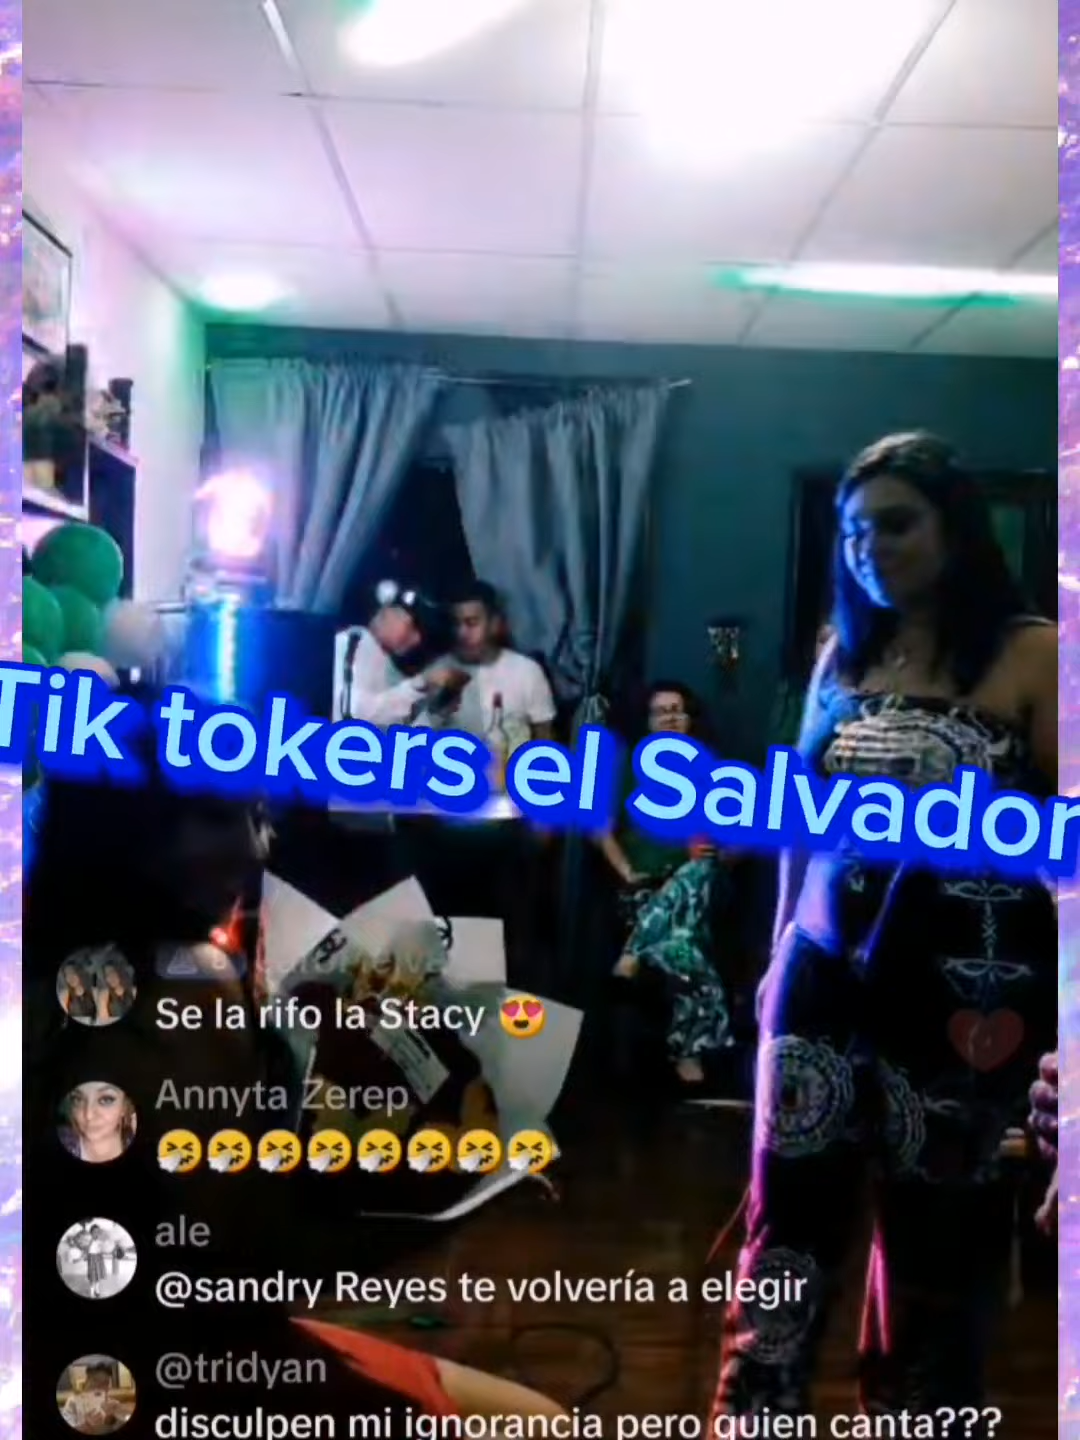 Tik tokers el Salvador
Se la rifo la Stacy 😍
Annyta Zerep
🤧🤧🤧🤧🤧🤧🤧🤧
ale
@sandry Reyes te volvería a elegir
@tridyan
disculpen mi ignorancia pero quien canta???